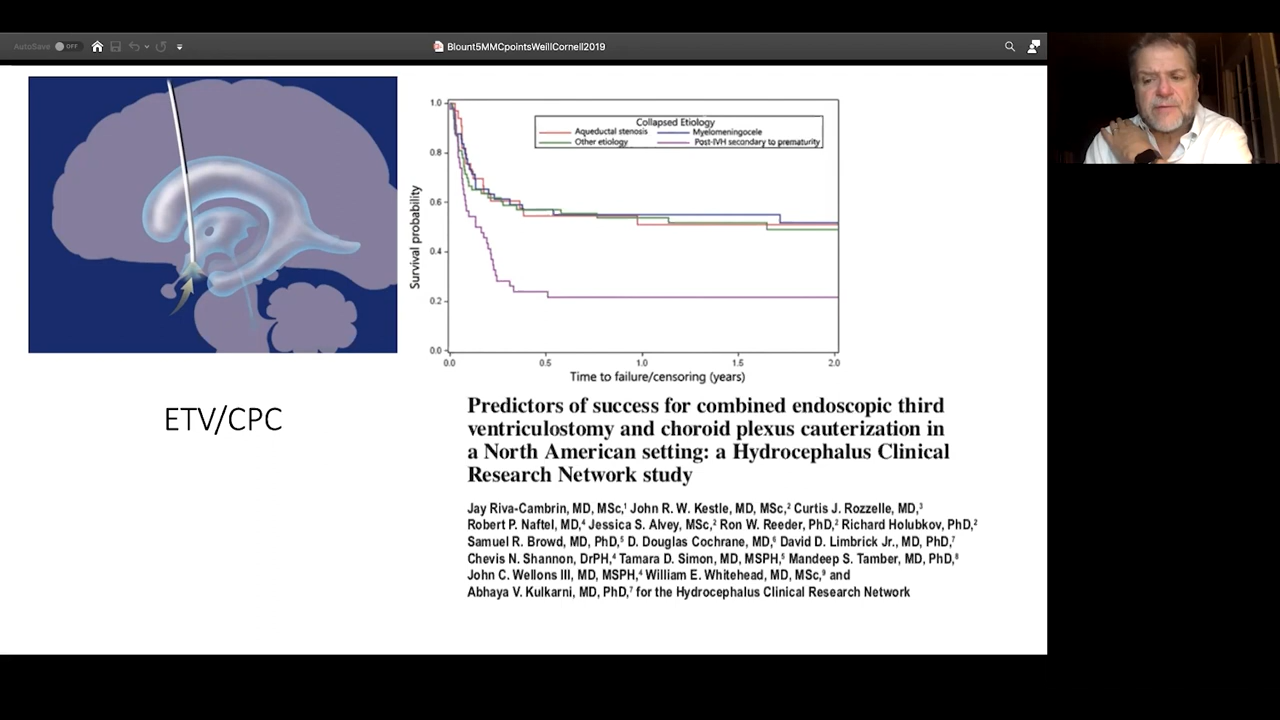 AutoSave OFF
Blount5MMCpointsWeillCornell2019
1.0
0.8
0.6
0.4
0.2
0.0
Survival probability
Collapsed Etiology
Aqueductal stenosis Myelomeningocele
Other etiology Post-IVH secondary to prematurity
0.0 0.5 1.0 1.5 2.0
Time to failure/censoring (years)
ETV/CPC
Predictors of success for combined endoscopic third
ventriculostomy and choroid plexus cauterization in
a North American setting: a Hydrocephalus Clinical
Research Network study
Jay Riva-Cambrin, MD, MSc,¹ John R. W. Kestle, MD, MSc,² Curtis J. Rozzelle, MD,³
Robert P. Naftel, MD,⁴ Jessica S. Alvey, MSc,² Ron W. Reeder, PhD,² Richard Holubkov, PhD,²
Samuel R. Browd, MD, PhD,⁵ D. Douglas Cochrane, MD,⁶ David D. Limbrick Jr., MD, PhD,⁷
Chevis N. Shannon, DrPH,⁴ Tamara D. Simon, MD, MSPH,⁵ Mandeep S. Tamber, MD, PhD,⁸
John C. Wellons III, MD, MSPH,⁴ William E. Whitehead, MD, MSc,⁹ and
Abhaya V. Kulkarni, MD, PhD,⁷ for the Hydrocephalus Clinical Research Network